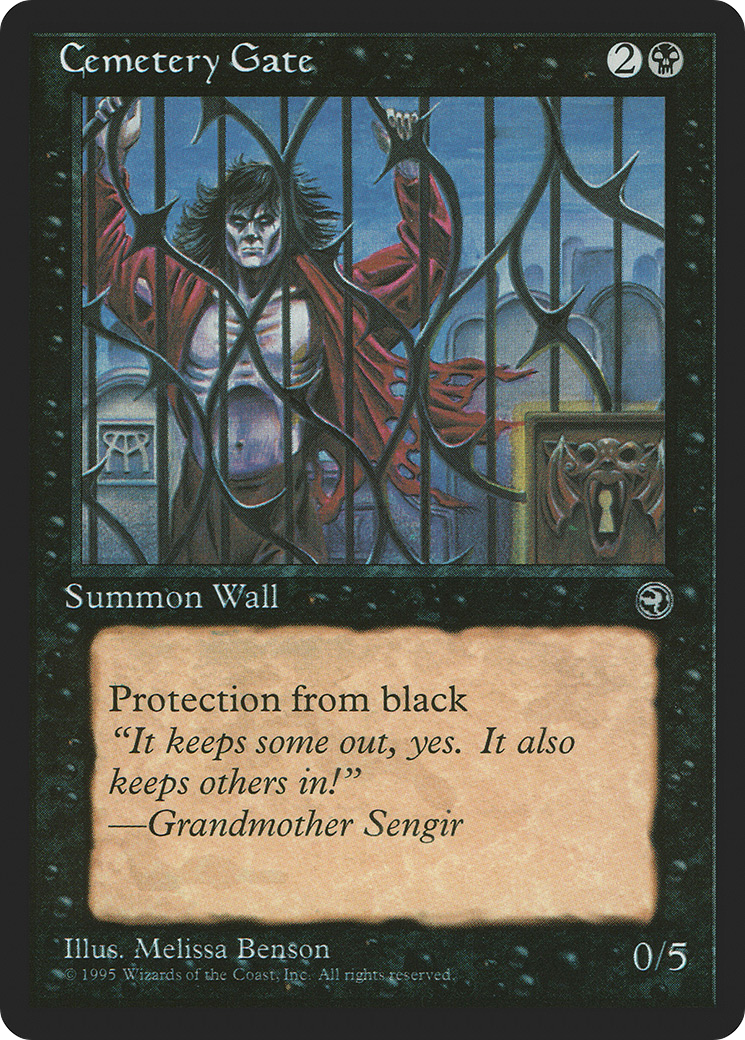 Cemetery Gate 2
Summon Wall
Protection from black
“It keeps some out, yes. It also
keeps others in!”
—Grandmother Sengir
Illus. Melissa Benson
© 1995 Wizards of the Coast, Inc. All rights reserved.
0/5